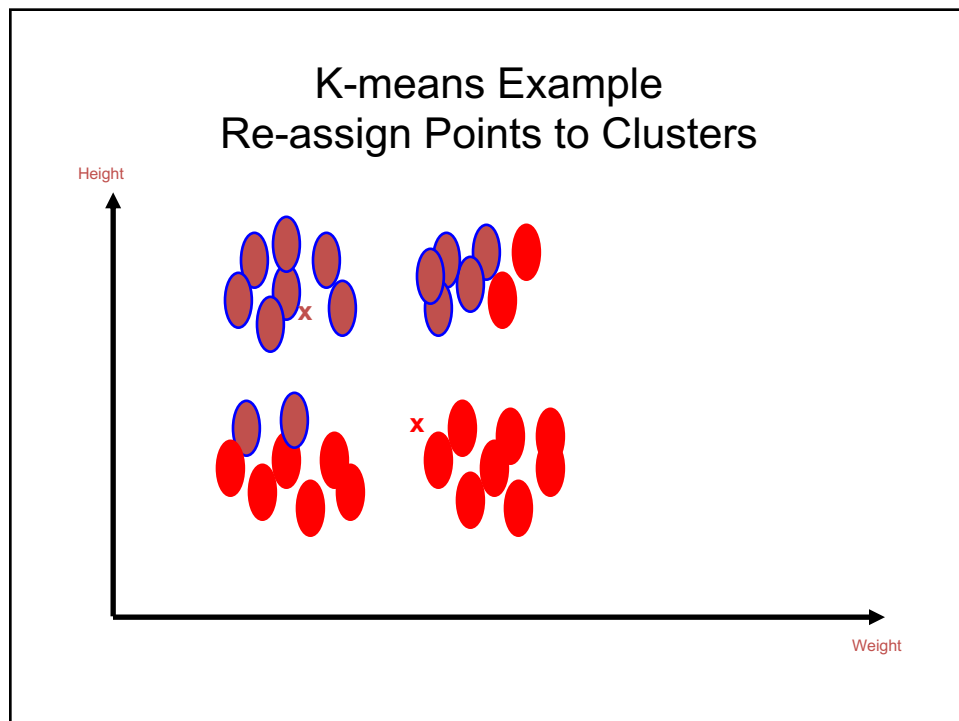 K-means Example
Re-assign Points to Clusters
Height
x
x
Weight